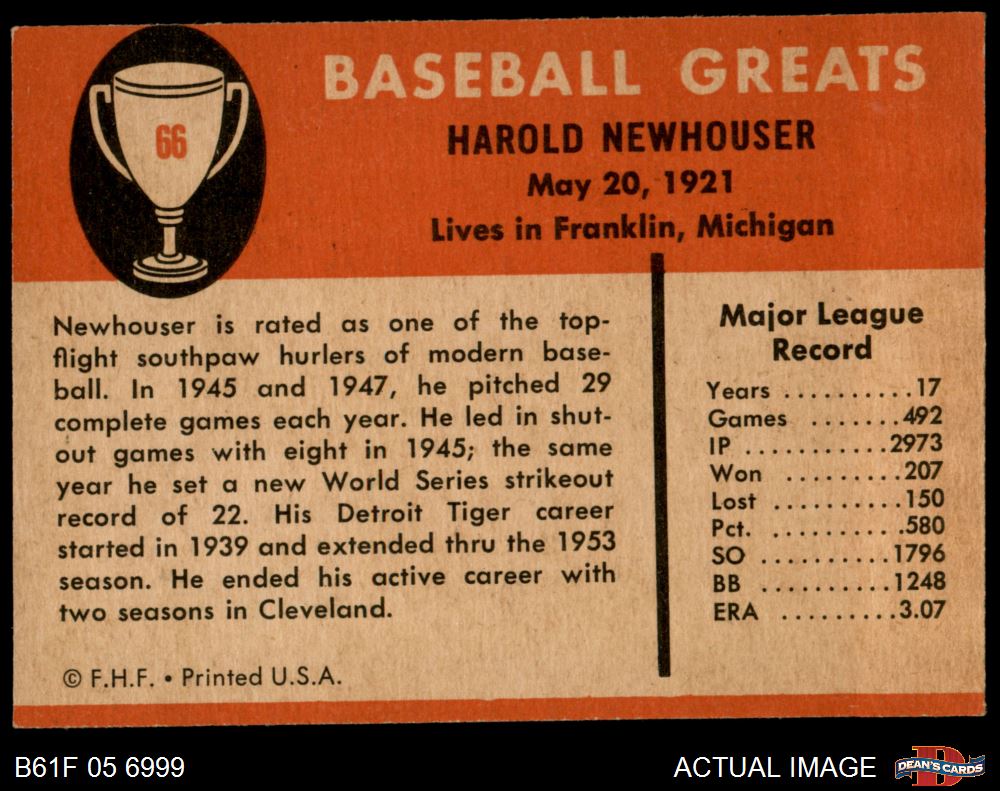 66
BASEBALL GREATS
HAROLD NEWHOUSER
May 20, 1921
Lives in Franklin, Michigan
Newhouser is rated as one of the top-
flight southpaw hurlers of modern base-
ball. In 1945 and 1947, he pitched 29
complete games each year. He led in shut-
out games with eight in 1945; the same
year he set a new World Series strikeout
record of 22. His Detroit Tiger career
started in 1939 and extended thru the 1953
season. He ended his active career with
two seasons in Cleveland.
© F.H.F. • Printed U.S.A.
Major League
Record
Years ..........17
Games .......492
IP ...........2973
Won .........207
Lost ..........150
Pct. ..........580
SO ..........1796
BB ..........1248
ERA .........3.07
B61F 05 6999
ACTUAL IMAGE
D
DEAN'S CARDS